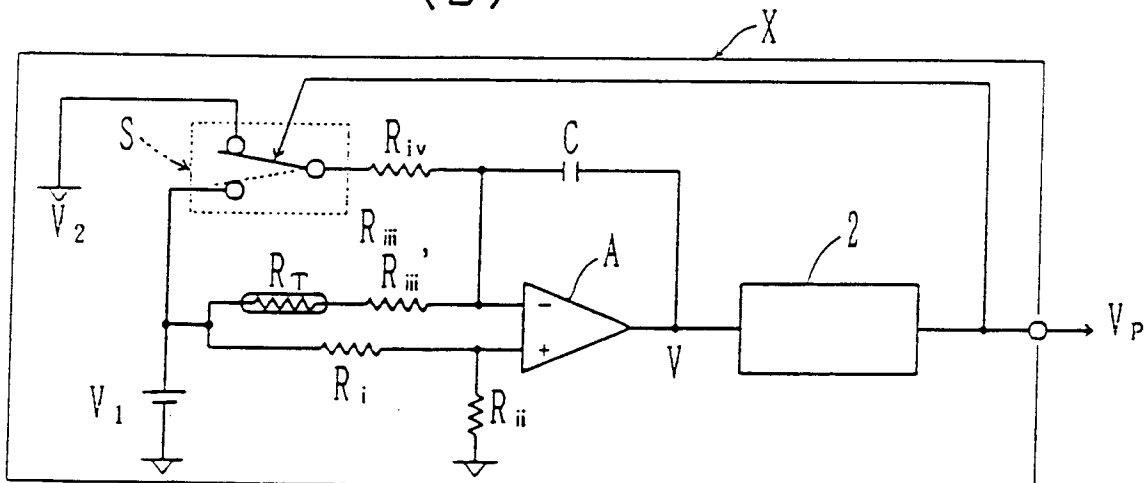 X
S
R iv
C
V 2
R iii
R T
R iii '
A
2
−
+
V P
V
R i
V 1
R ii